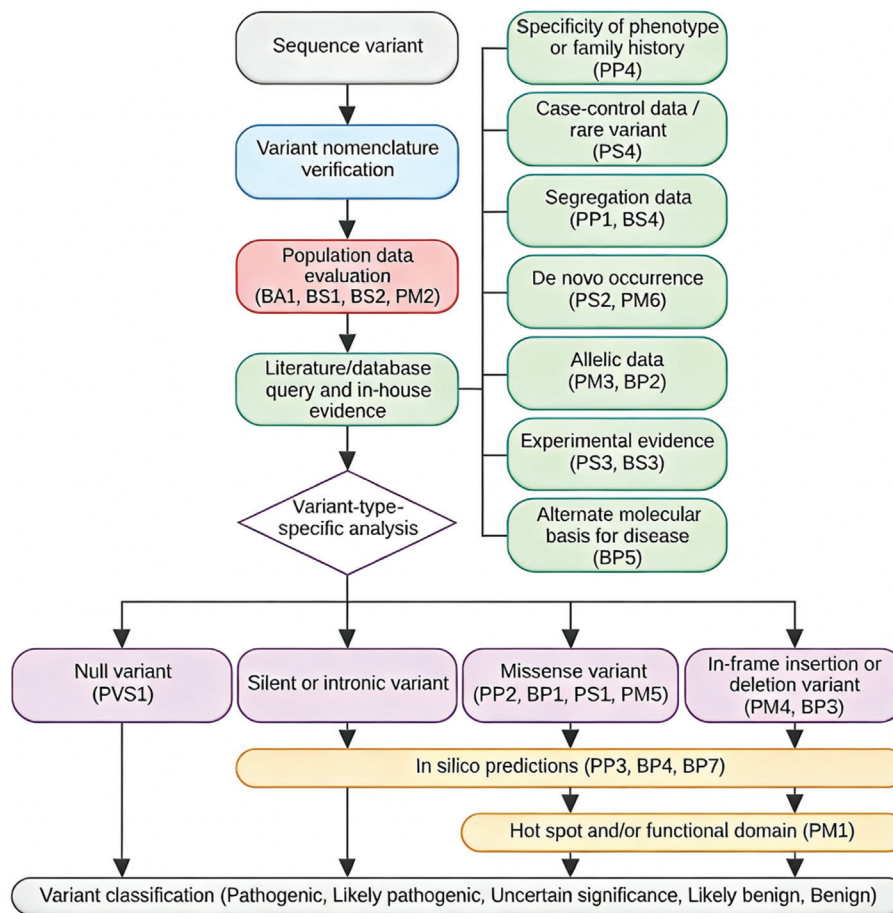 Sequence variant
Variant nomenclature
verification
Population data
evaluation
(BA1, BS1, BS2, PM2)
Literature/database
query and in-house
evidence
Specificity of phenotype
or family history
(PP4)
Case-control data /
rare variant
(PS4)
Segregation data
(PP1, BS4)
De novo occurrence
(PS2, PM6)
Allelic data
(PM3, BP2)
Experimental evidence
(PS3, BS3)
Alternate molecular
basis for disease
(BP5)
Variant-type-
specific analysis
Null variant
(PVS1)
Silent or intronic variant
Missense variant
(PP2, BP1, PS1, PM5)
In-frame insertion or
deletion variant
(PM4, BP3)
In silico predictions (PP3, BP4, BP7)
Hot spot and/or functional domain (PM1)
Variant classification (Pathogenic, Likely pathogenic, Uncertain significance, Likely benign, Benign)